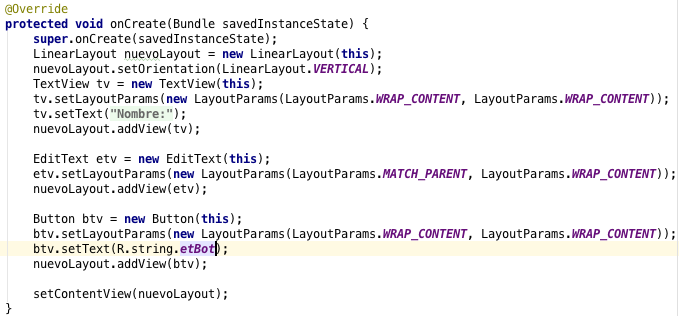 @Override
protected void onCreate(Bundle savedInstanceState) {
    super.onCreate(savedInstanceState);
    LinearLayout nuevoLayout = new LinearLayout(this);
    nuevoLayout.setOrientation(LinearLayout.VERTICAL);
    TextView tv = new TextView(this);
    tv.setLayoutParams(new LayoutParams(LayoutParams.WRAP_CONTENT, LayoutParams.WRAP_CONTENT));
    tv.setText("Nombre:");
    nuevoLayout.addView(tv);

    EditText etv = new EditText(this);
    etv.setLayoutParams(new LayoutParams(LayoutParams.MATCH_PARENT, LayoutParams.WRAP_CONTENT));
    nuevoLayout.addView(etv);

    Button btv = new Button(this);
    btv.setLayoutParams(new LayoutParams(LayoutParams.WRAP_CONTENT, LayoutParams.WRAP_CONTENT));
    btv.setText(R.string.etBot);
    nuevoLayout.addView(btv);

    setContentView(nuevoLayout);
}